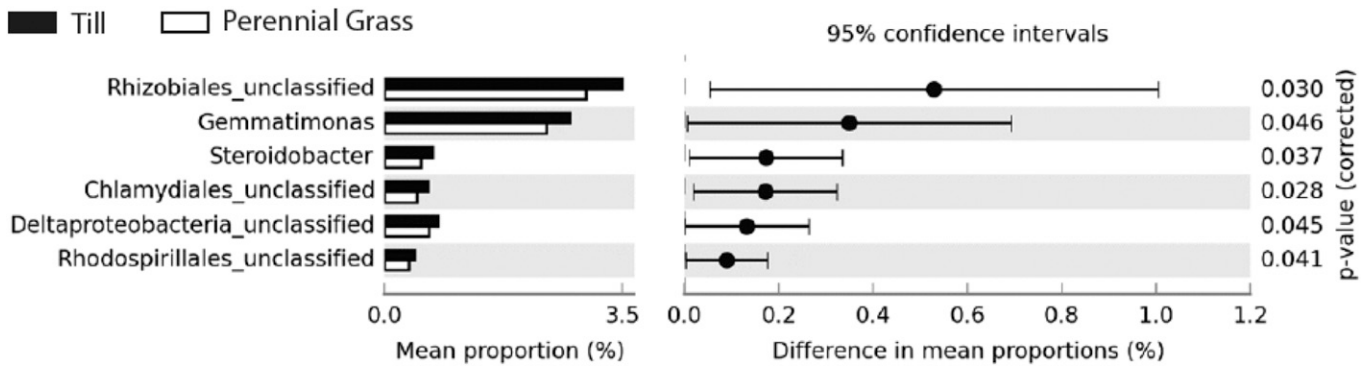 Till Perennial Grass
95% confidence intervals
Rhizobiales_unclassified 0.030
Gemmatimonas 0.046
Steroidobacter 0.037
Chlamydiales_unclassified 0.028
Deltaproteobacteria_unclassified 0.045
Rhodospirillales_unclassified 0.041
p-value (corrected)
0.0 3.5 0.0 0.2 0.4 0.6 0.8 1.0 1.2
Mean proportion (%) Difference in mean proportions (%)